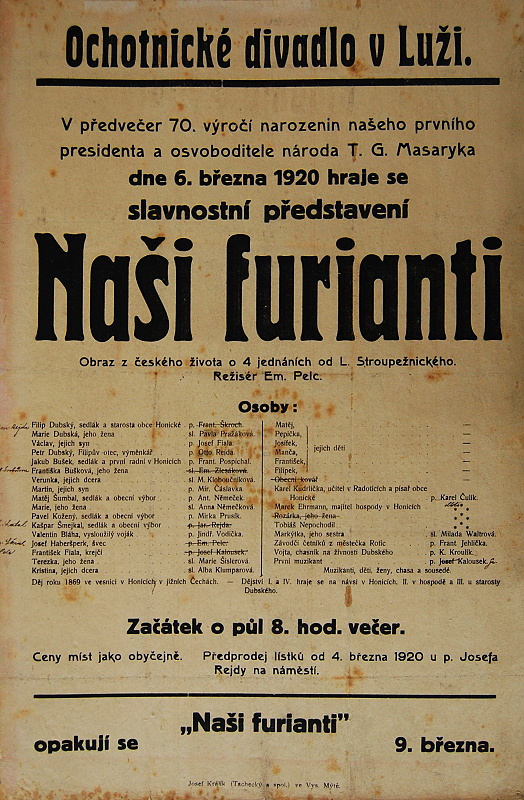 Ochotnické divadlo v Luži.
V předvečer 70. výročí narozenin našeho prvního
presidenta a osvoboditele národa T. G. Masaryka
dne 6. března 1920 hraje se
slavnostní představení
Naši furianti
Obraz z českého života o 4 jednáních od L. Stroupežnického.
Režisér Em. Pelc.
Osoby:
Filip Dubský, sedlák a starosta obce Honické p. Frant. Škroch.
Marie Dubská, jeho žena sl. Pavla Pražáková.
Václav, jejich syn p. Josef Fiala.
Petr Dubský, Filipův otec, výměnkář p. Otto Rejda.
Jakub Bušek, sedlák a první radní v Honicích p. Frant. Pospíchal.
Františka Bušková, jeho žena sl. Em. Zlesáková.
Verunka, jejich dcera sl. M. Kloboučníková.
Martin, jejich syn p. Mir. Čáslavka.
Matěj Šumbal, sedlák a obecní výbor p. Ant. Němeček.
Marie, jeho žena sl. Anna Němečková.
Pavel Kožený, sedlák a obecní výbor p. Mirka Prusík.
Kašpar Šmejkal, sedlák a obecní výbor p. Jar. Rejda.
Valentin Bláha, vysloužilý voják p. Jindř. Vodička.
Josef Habršperk, švec p. Em. Pelc.
František Fiala, krejčí p. Josef Kalousek.
Terezka, jeho žena sl. Marie Šislerová.
Kristina, jejich dcera sl. Alba Klumparová.
Matěj,
Pepička,
Josífek,
Manča,
František,
Filípek,
jejich děti
Obecní kovář
Karel Kudrlička, učitel v Radoticích a písař obce
Honické p. Karel Čulík.
Marek Ehrmann, majitel hospody v Honicích
Rozárka, jeho žena
Tobiáš Nepochodil
Markýtka, jeho sestra sl. Milada Waltrová.
Závodčí četníků z městečka Rotic p. Frant. Jehlička.
Vojta, chasník na živnosti Dubského p. K. Kroulík.
První muzikant p. Josef Kalousek.
Muzikanti, děti, ženy, chasa a sousedé.
Děj roku 1869 ve vesnici v Honicích v jižních Čechách. — Dějství I. a IV. hraje se na návsi v Honicích, II. v hospodě a III. u starosty
Dubského.
Začátek o půl 8. hod. večer.
Ceny míst jako obyčejně. Předprodej lístků od 4. března 1920 u p. Josefa
Rejdy na náměstí.
„Naši furianti”
opakují se 9. března.
Josef Králík (Tachecký a spol.) ve Vys. Mýtě.